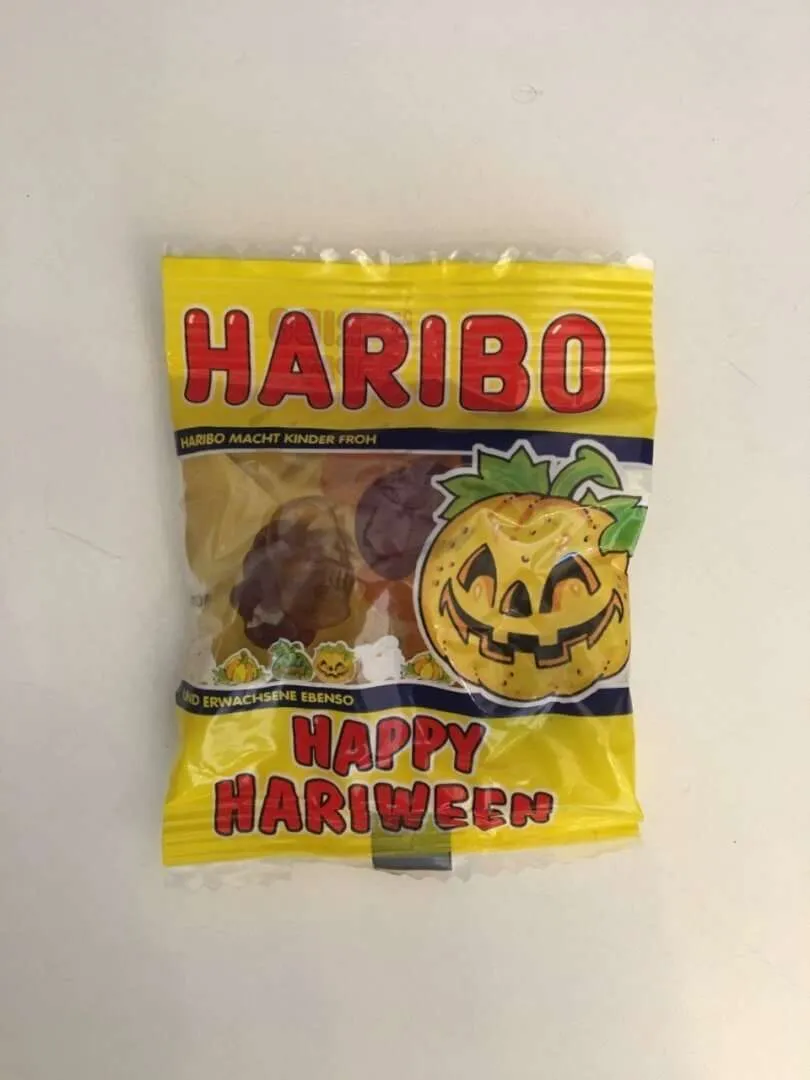 HARIBO
HARIBO MACHT KINDER FROH
UND ERWACHSENE EBENSO
HAPPY
HARIWEEN